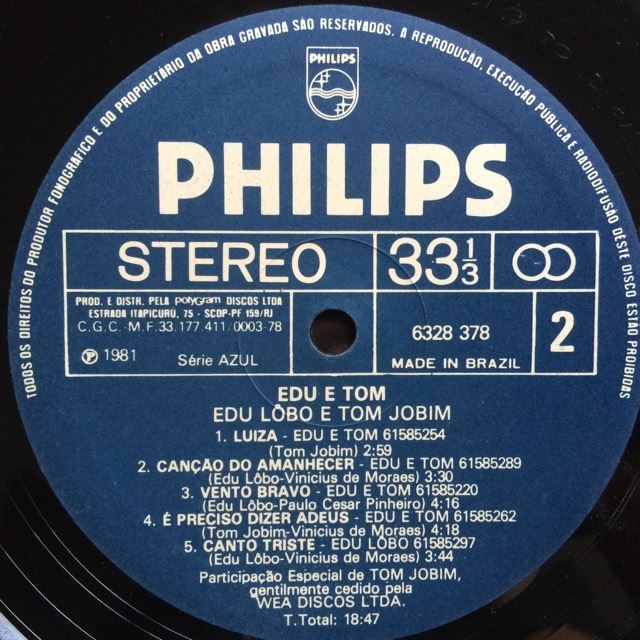 TODOS OS DIREITOS DO PRODUTOR FONOGRÁFICO E DO PROPRIETÁRIO DA OBRA GRAVADA SÃO RESERVADOS. A REPRODUÇÃO, EXECUÇÃO PÚBLICA E RADIODIFUSÃO DÊSTE DISCO ESTÃO PROIBIDAS
PHILIPS
PHILIPS
STEREO 33 1/3
PROD. E DISTR. PELA polygram DISCOS LTDA
ESTRADA ITAPICURÚ, 75 - SCDP-PF 159/RJ
C.G.C.-M.F. 33.177.411/0003-78
6328 378
2
Ⓟ 1981 Série AZUL
MADE IN BRAZIL
EDU E TOM
EDU LÔBO E TOM JOBIM
1. LUIZA - EDU E TOM 61585254
(Tom Jobim) 2:59
2. CANÇÃO DO AMANHECER - EDU E TOM 61585289
(Edu Lôbo-Vinicius de Moraes) 3:30
3. VENTO BRAVO - EDU E TOM 61585220
(Edu Lôbo-Paulo Cesar Pinheiro) 4:16
4. É PRECISO DIZER ADEUS - EDU E TOM 61585262
(Tom Jobim-Vinicius de Moraes) 4:18
5. CANTO TRISTE - EDU LÔBO 61585297
(Edu Lôbo-Vinicius de Moraes) 3:44
Participação Especial de TOM JOBIM,
gentilmente cedido pela
WEA DISCOS LTDA.
T.Total: 18:47